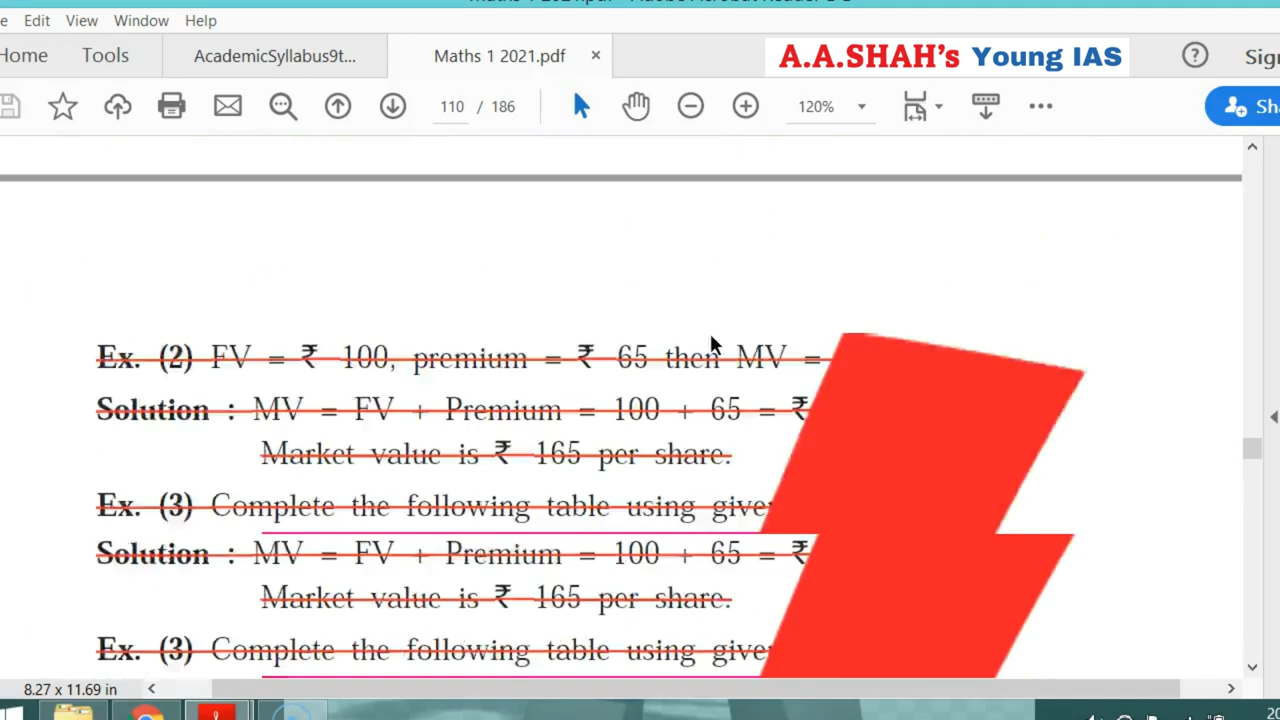 Edit View Window Help
Home Tools AcademicSyllabus9t... Maths 1 2021.pdf × A.A.SHAH's Young IAS ?
110 / 186 120%
Ex. (2) FV = ₹ 100, premium = ₹ 65 then MV =
Solution : MV = FV + Premium = 100 + 65 = ₹
Market value is ₹ 165 per share.
Ex. (3) Complete the following table using give
Solution : MV = FV + Premium = 100 + 65 = ₹
Market value is ₹ 165 per share.
Ex. (3) Complete the following table using give
8.27 x 11.69 in